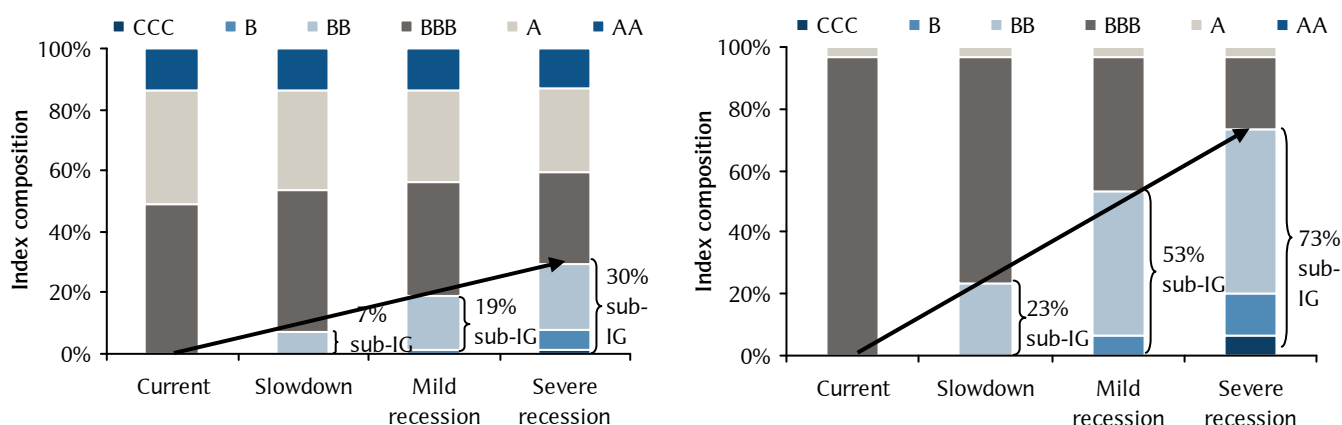 CCC B BB BBB A AA
100%
80%
60%
40%
20%
0%
Index composition
7%
sub-IG
19%
sub-IG
30%
sub-
IG
Current Slowdown Mild Severe
recession recession
CCC B BB BBB A AA
100%
80%
60%
40%
20%
0%
Index composition
23%
sub-IG
53%
sub-IG
73%
sub-
IG
Current Slowdown Mild Severe
recession recession